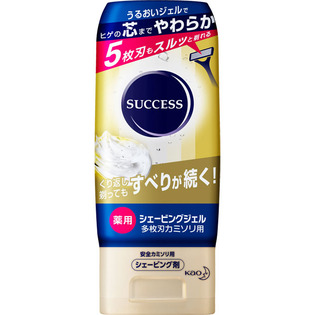 うるおいジェルで
ヒゲの芯までやわらか
5枚刃もスルッと剃れる
SUCCESS
くり返し
剃っても
すべりが続く!
薬用
シェービングジェル
多枚刃カミソリ用
安全カミソリ用
シェービング剤
Kao